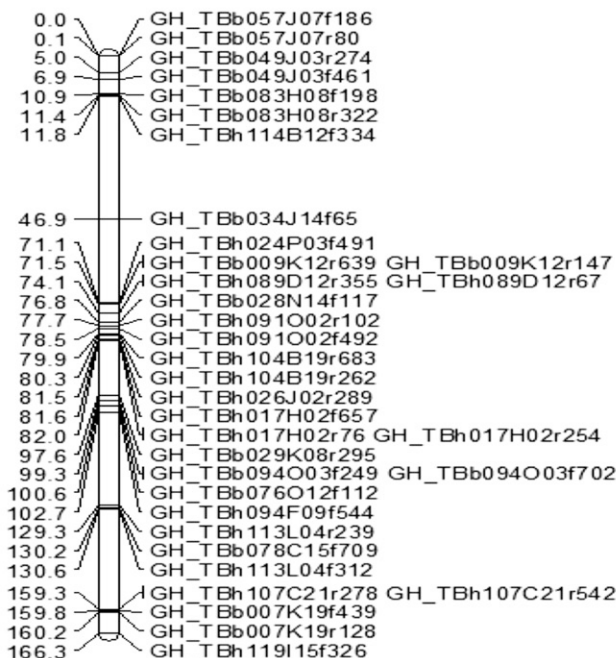 0.0 GH_TBb057J07f186
0.1 GH_TBb057J07r80
5.0 GH_TBb049J03r274
6.9 GH_TBb049J03f461
10.9 GH_TBb083H08f198
11.4 GH_TBb083H08r322
11.8 GH_TBh114B12f334
46.9 GH_TBb034J14f65
71.1 GH_TBh024P03f491
71.5 GH_TBb009K12r639 GH_TBb009K12r147
74.1 GH_TBh089D12r355 GH_TBh089D12r67
76.8 GH_TBb028N14f117
77.7 GH_TBh091O02r102
78.5 GH_TBh091O02f492
79.9 GH_TBh104B19r683
80.3 GH_TBh104B19r262
81.5 GH_TBh026J02r289
81.6 GH_TBh017H02f657
82.0 GH_TBh017H02r76 GH_TBh017H02r254
97.6 GH_TBb029K08r295
99.3 GH_TBb094O03f249 GH_TBb094O03f702
100.6 GH_TBb076O12f112
102.7 GH_TBh094F09f544
129.3 GH_TBh113L04r239
130.2 GH_TBb078C15f709
130.6 GH_TBh113L04f312
159.3 GH_TBh107C21r278 GH_TBh107C21r542
159.8 GH_TBb007K19f439
160.2 GH_TBb007K19r128
166.3 GH_TBh119I15f326